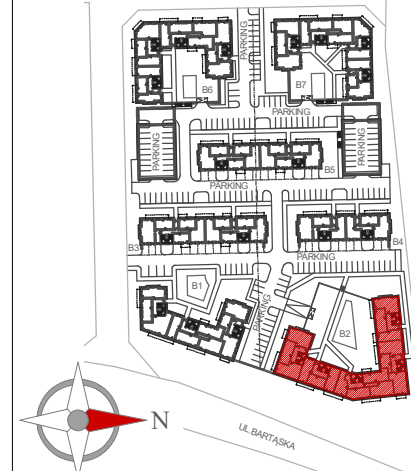 PARKING
B6
B7
PARKING
PARKING
PARKING
B5
PARKING
B3
B4
PARKING
B1
PARKING
B2
N
UL.BARTĄSKA